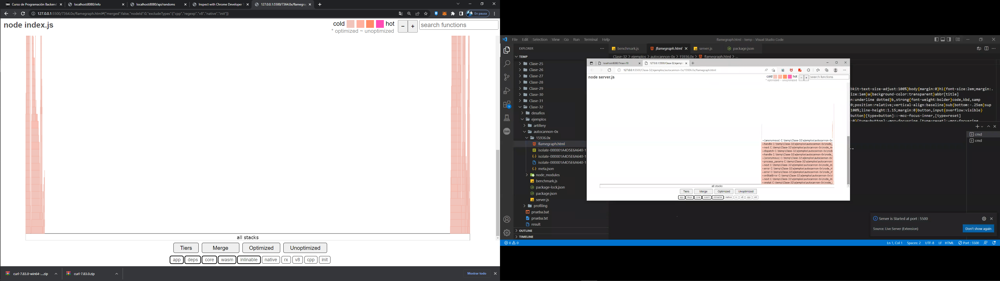 Curso de Programación Backend
localhost:8080/info
localhost:8080/api/randoms
Inspect with Chrome Developer T
127.0.0.1:5500/7364.0x/flamegra
127.0.0.1:5500/7364.0x/flamegraph.html#{"merged":false,"nodeId":0,"excludeTypes":["cpp","regexp","v8","native","init"]}
En pausa
node index.js
cold
hot
* optimized ~ unoptimized
−
+
search functions
all stacks
Tiers
Merge
Optimized
Unoptimized
app
deps
core
wasm
inlinable
native
rx
v8
cpp
init
curl-7.83.0-win64-....zip
curl-7.83.0.zip
Mostrar todo
File Edit Selection View Go Run Terminal Help
flamegraph.html - temp - Visual Studio Code
EXPLORER
TEMP
Clase-25
Clase-26
Clase-27
Clase-28
Clase-29
Clase-30
Clase-31
Clase-32
desafios
ejemplos
artillery
autocannon-0x
15936.0x
flamegraph.html
isolate-000001A4D5E6A640-1
isolate-000001A4D5E6A640-1
isolate-000001A4D5E6A640-1
meta.json
node_modules
benchmark.js
package-lock.json
package.json
server.js
profiling
prueba.bat
prueba.txt
result
OUTLINE
TIMELINE
1
Json
benchmark.js
flamegraph.html
server.js
package.json
Clase-32 > ejemplos > autocannon-0x > 15936.0x > flamegraph.html > ...
localhost:8080/?max=10
127.0.0.1:5500/Clase-32/ejempl
127.0.0.1:5500/Clase-32/ejemplos/autocannon-0x/15936.0x/flamegraph.html
node server.js
cold
hot
* optimized ~ unoptimized
−
+
search functions
~(anonymous) C:\temp\Clase-32\ejemplos\autocannon-0x
~handle C:\temp\Clase-32\ejemplos\autocannon-0x\node_
~next C:\temp\Clase-32\ejemplos\autocannon-0x\node_m
~dispatch C:\temp\Clase-32\ejemplos\autocannon-0x\node
~handle C:\temp\Clase-32\ejemplos\autocannon-0x\node_
~(anonymous) C:\temp\Clase-32\ejemplos\autocannon-0x
~process_params C:\temp\Clase-32\ejemplos\autocannon-
~next C:\temp\Clase-32\ejemplos\autocannon-0x\node_m
~error C:\temp\Clase-32\ejemplos\autocannon-0x\node_m
~error C:\temp\Clase-32\ejemplos\autocannon-0x\node_m
~onStatError C:\temp\Clase-32\ejemplos\autocannon-0x\n
~next C:\temp\Clase-32\ejemplos\autocannon-0x\node_m
~onstat C:\temp\Clase-32\ejemplos\autocannon-0x\node_
all stacks
Tiers
Merge
Optimized
Unoptimized
app
deps
core
wasm
inlinable
native
rx
v8
cpp
init
bkit-text-size-adjust:100%}body{margin:0}h1{font-size:2em;margin:.
ize:1em}a{background-color:transparent}abbr[title]
n:underline dotted}b,strong{font-weight:bolder}code,kbd,samp
0;position:relative;vertical-align:baseline}sub{bottom:-.25em}sup
100%;line-height:1.15;margin:0}button,input{overflow:visible}
button}[type=button]::-moz-focus-inner,[type=reset]
:0}[type=button]:-moz-focusring,[type=reset]:-moz-focusring
cmd
cmd
Server is Started at port : 5500
Source: Live Server (Extension)
Don't show again
0
0
Ln 1, Col 1
Spaces: 2
UTF-8
LF
HTML
Port : 5500